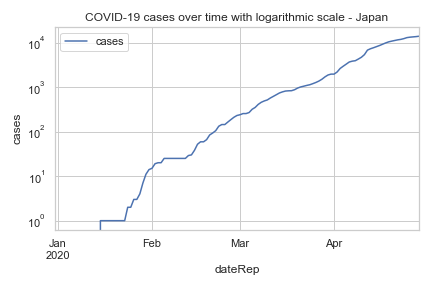 COVID-19 cases over time with logarithmic scale - Japan
cases
10⁴
10³
10²
10¹
10⁰
cases
Jan Feb Mar Apr
2020
dateRep